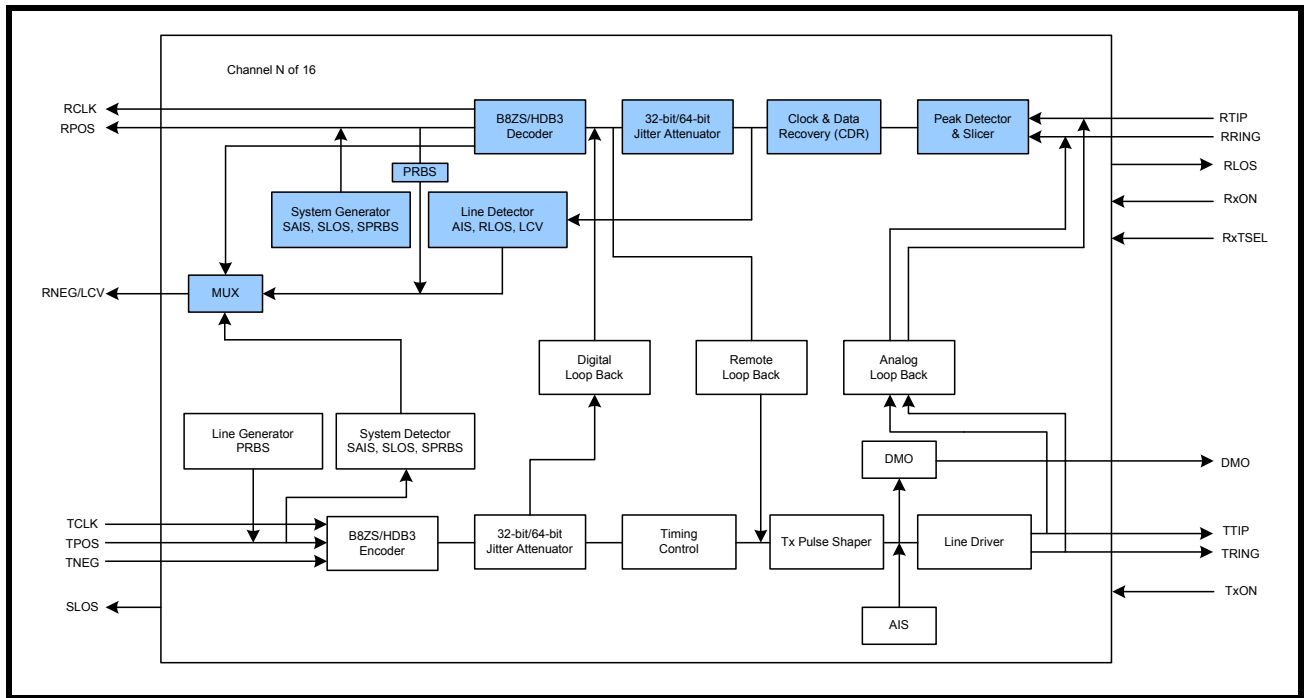 Channel N of 16
RCLK
RPOS
B8ZS/HDB3
Decoder
32-bit/64-bit
Jitter Attenuator
Clock & Data
Recovery (CDR)
Peak Detector
& Slicer
RTIP
RRING
RLOS
PRBS
RxON
System Generator
SAIS, SLOS, SPRBS
Line Detector
AIS, RLOS, LCV
RxTSEL
RNEG/LCV
MUX
Digital
Loop Back
Remote
Loop Back
Analog
Loop Back
Line Generator
PRBS
System Detector
SAIS, SLOS, SPRBS
DMO
DMO
TCLK
TPOS
TNEG
B8ZS/HDB3
Encoder
32-bit/64-bit
Jitter Attenuator
Timing
Control
Tx Pulse Shaper
Line Driver
TTIP
TRING
TxON
SLOS
AIS